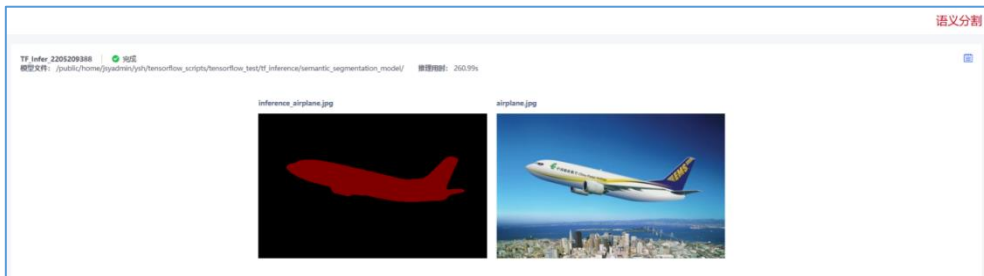 语义分割
TF_Infer_2205209388 完成
模型文件: /public/home/jsyadmin/ysh/tensorflow_scripts/tensorflow_test/tf_inference/semantic_segmentation_model/ 推理用时: 260.99s
inference_airplane.jpg airplane.jpg
EMS